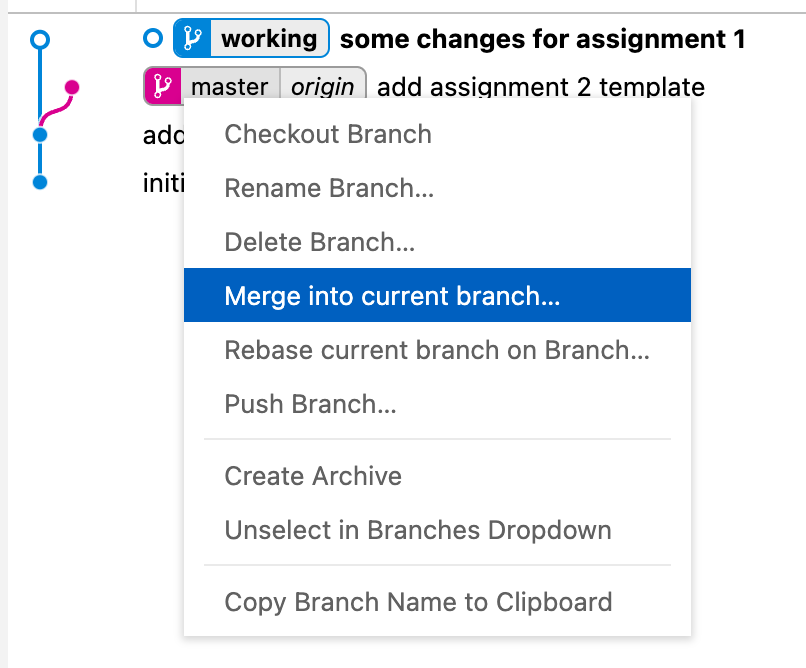 working some changes for assignment 1
master origin add assignment 2 template
add
Checkout Branch
initi
Rename Branch...
Delete Branch...
Merge into current branch...
Rebase current branch on Branch...
Push Branch...
Create Archive
Unselect in Branches Dropdown
Copy Branch Name to Clipboard